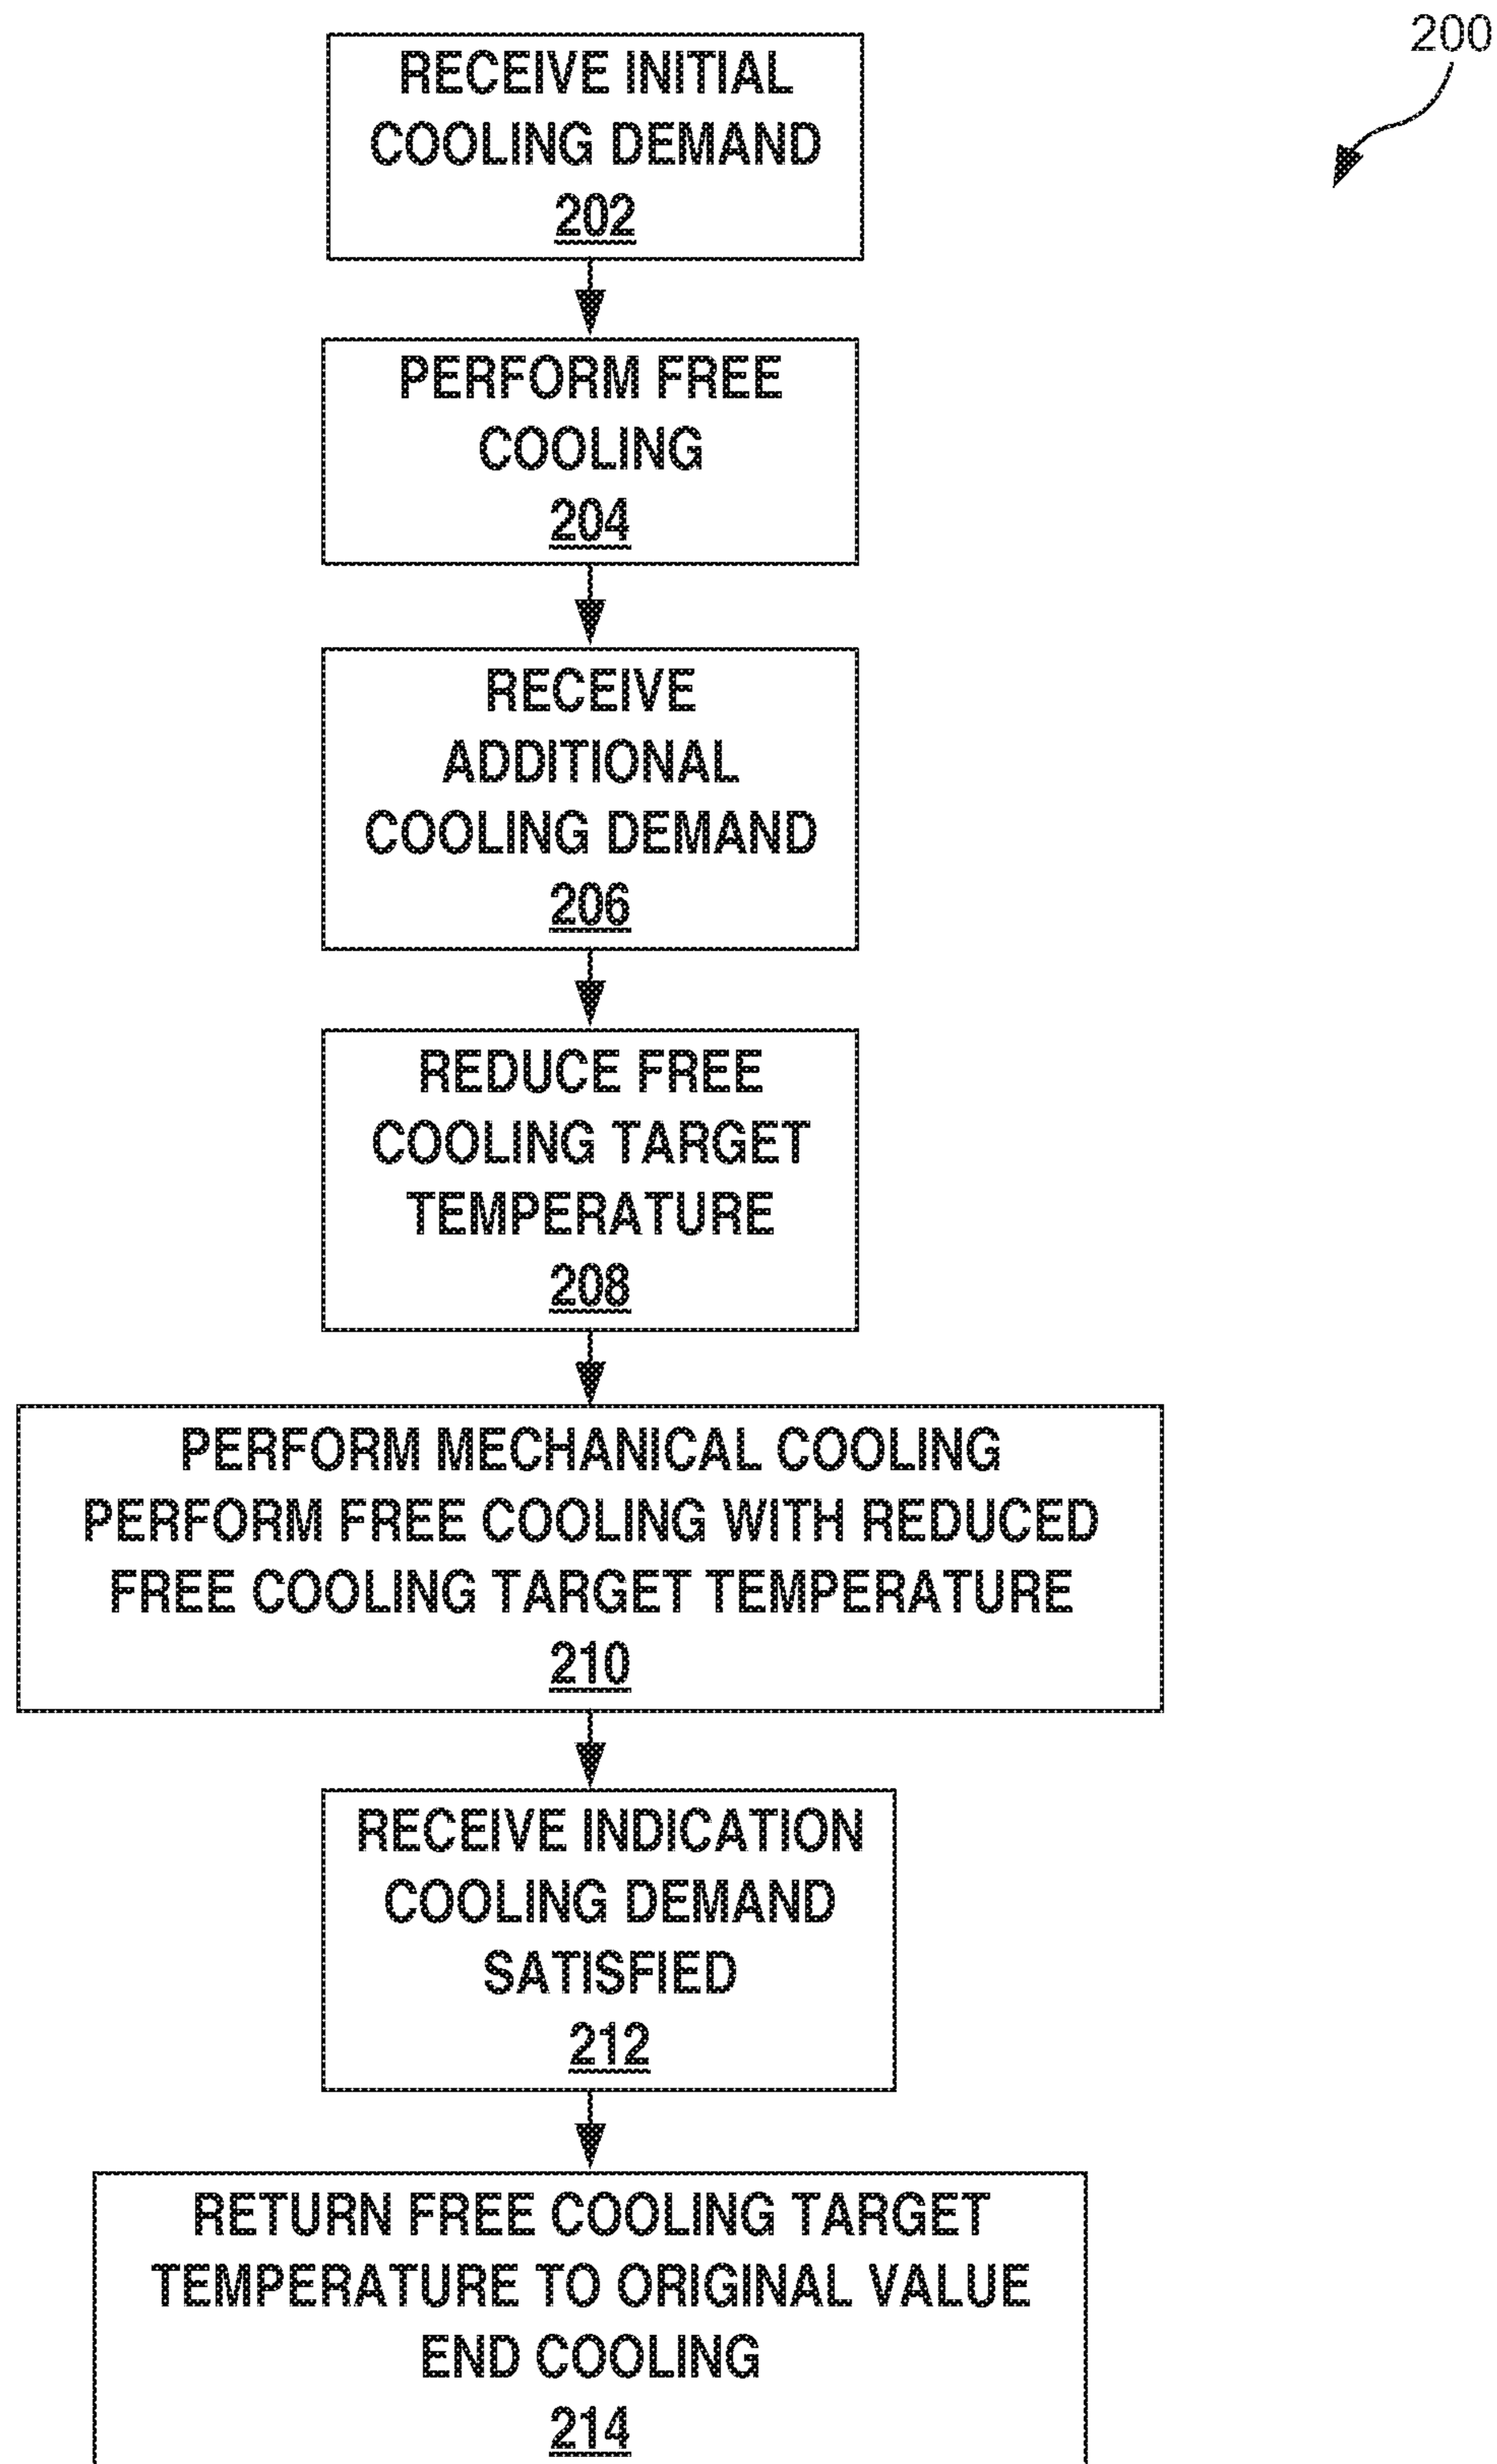 200
RECEIVE INITIAL
COOLING DEMAND
202
PERFORM FREE
COOLING
204
RECEIVE
ADDITIONAL
COOLING DEMAND
206
REDUCE FREE
COOLING TARGET
TEMPERATURE
208
PERFORM MECHANICAL COOLING
PERFORM FREE COOLING WITH REDUCED
FREE COOLING TARGET TEMPERATURE
210
RECEIVE INDICATION
COOLING DEMAND
SATISFIED
212
RETURN FREE COOLING TARGET
TEMPERATURE TO ORIGINAL VALUE
END COOLING
214